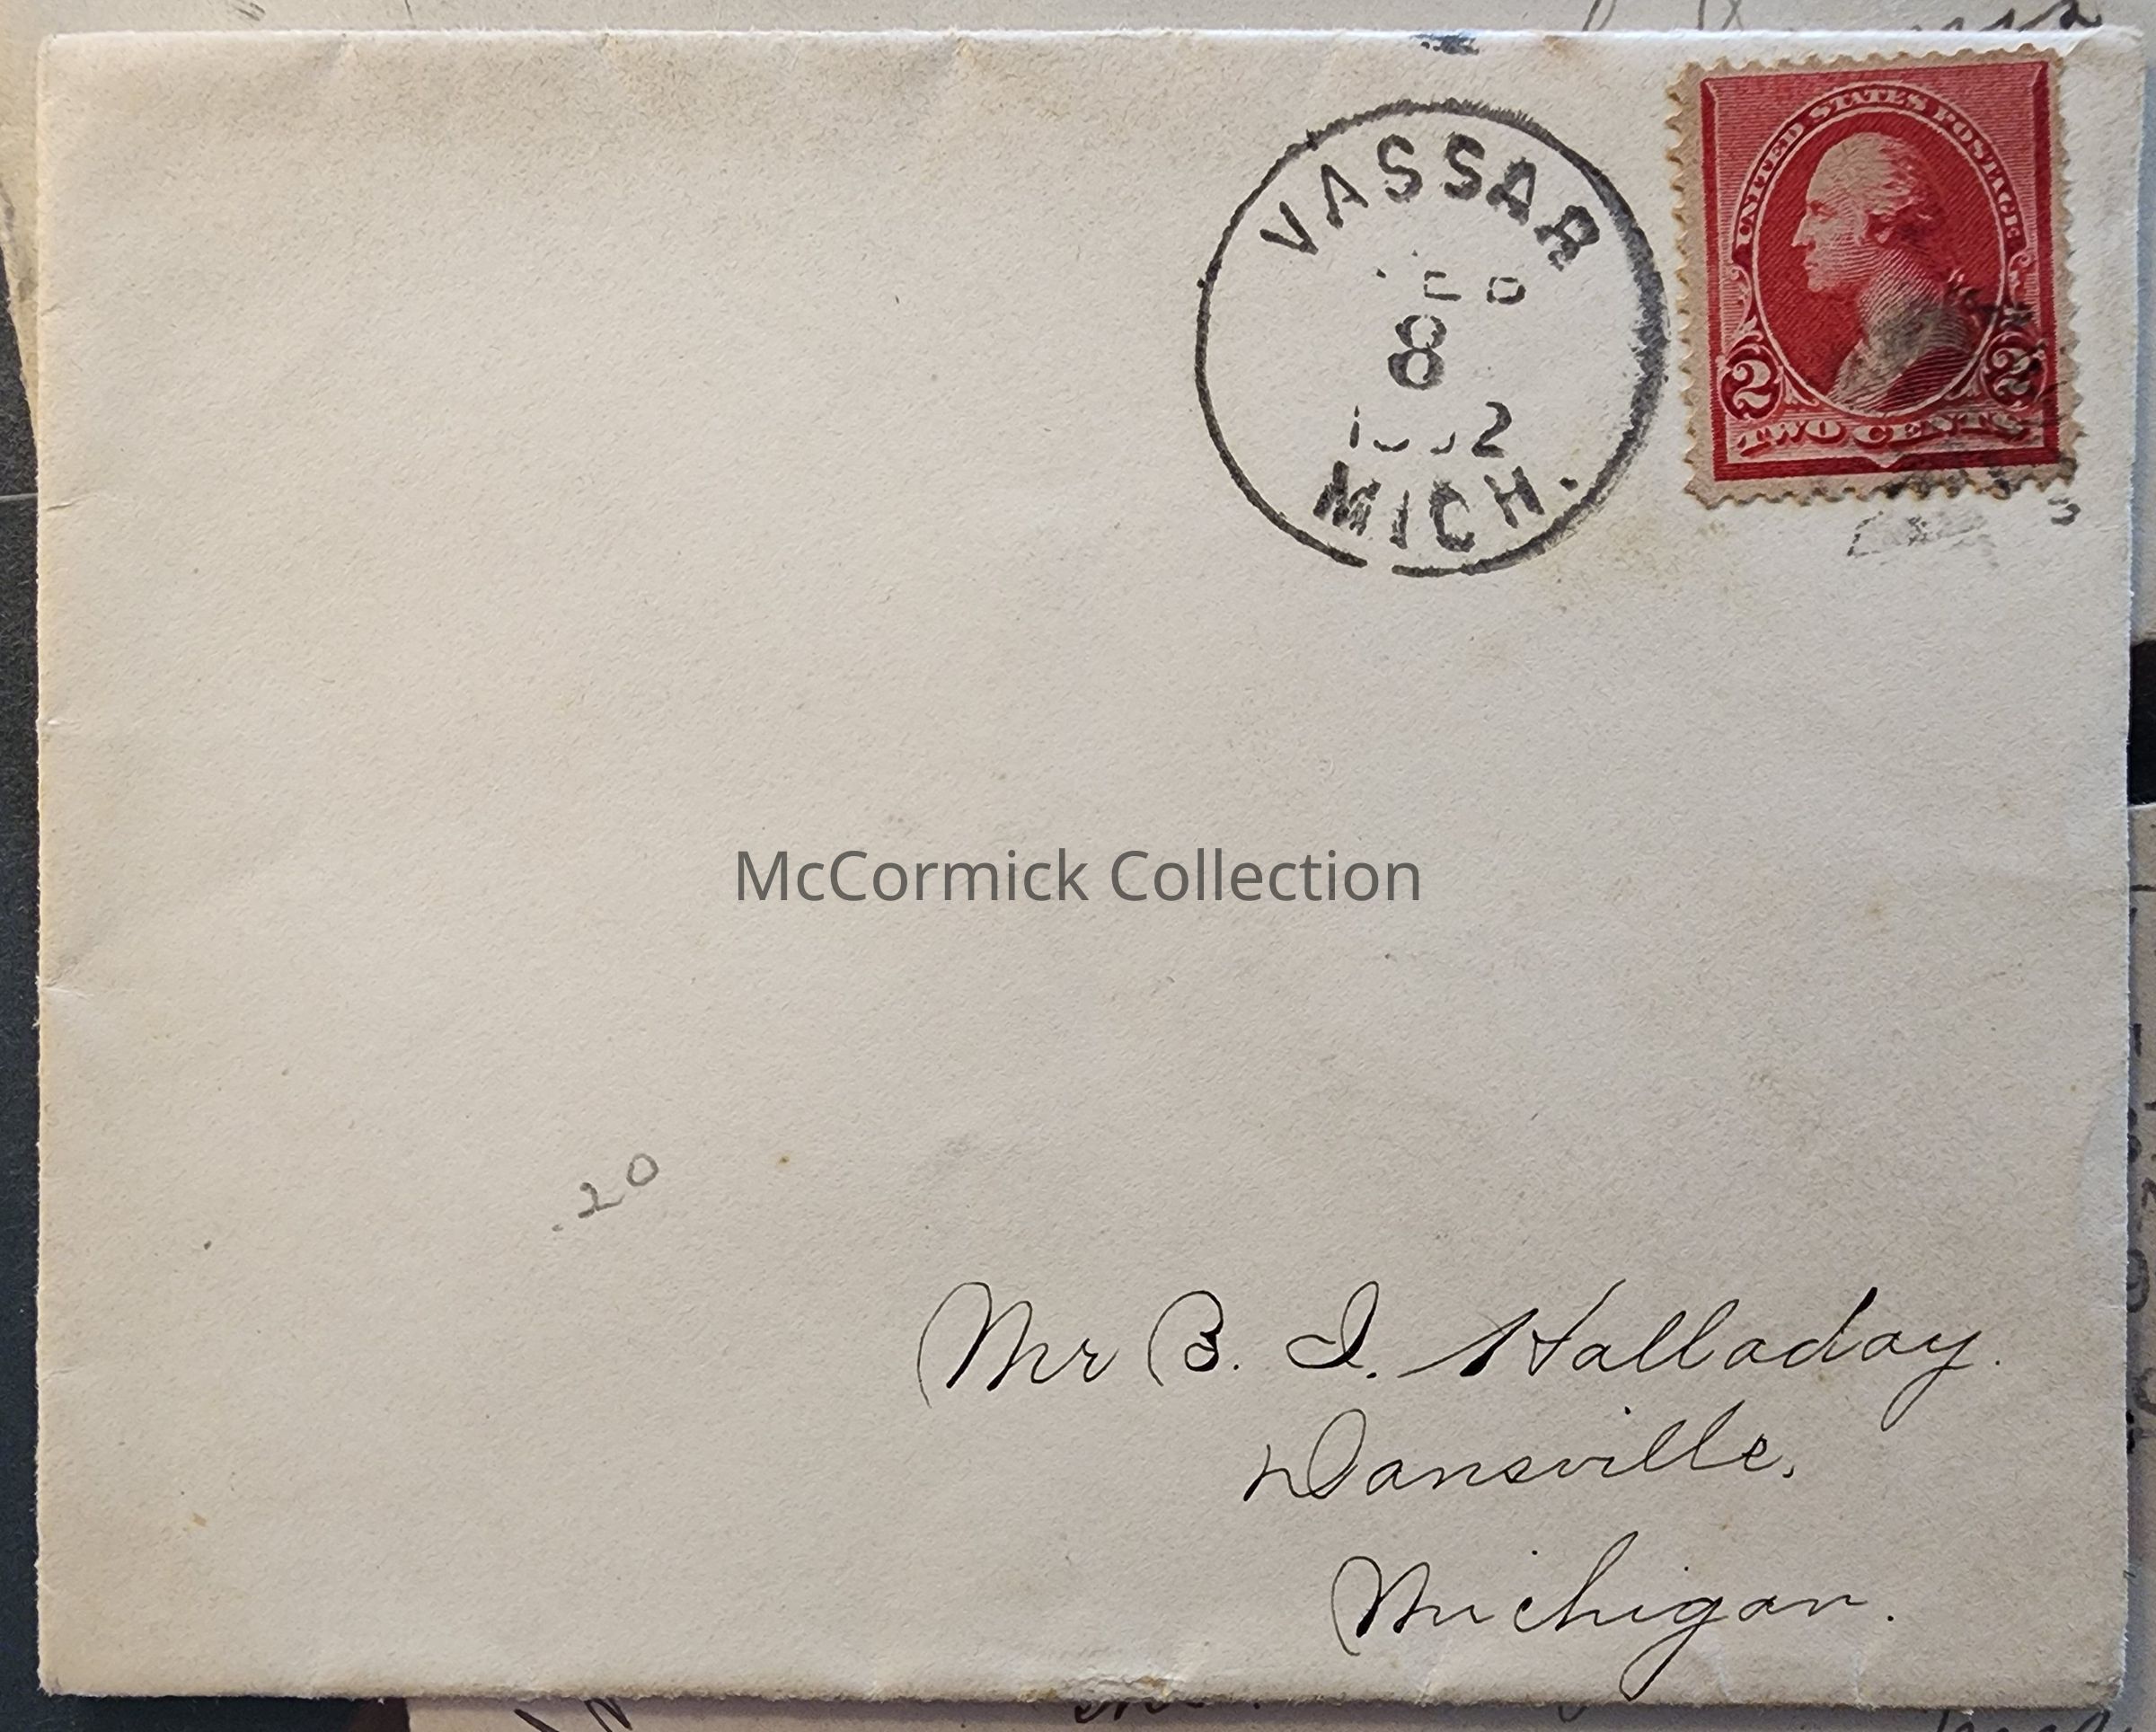 UNITED STATES POSTAGE
2 2
TWO CENTS
VASSAR
8
MICH.
McCormick Collection
.20
Mr B. I. Halladay.
Dansville,
Michigan.